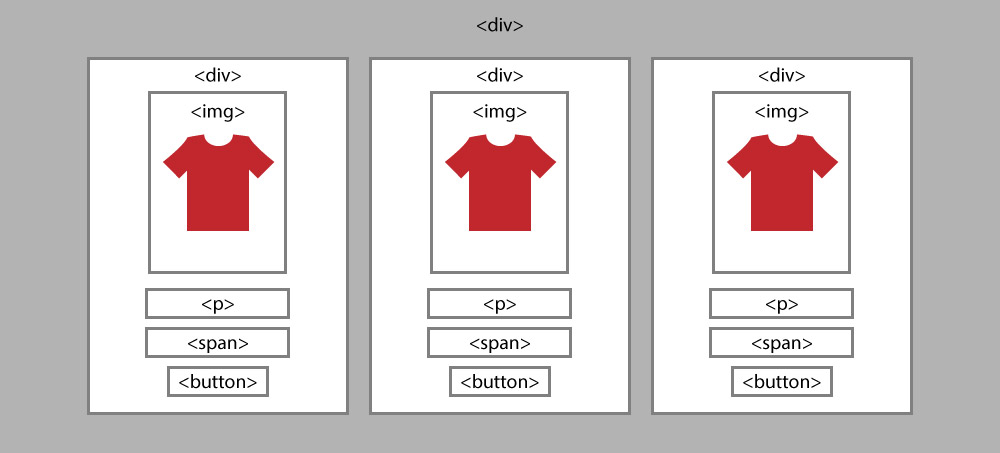 <div>
<div>
<img>
<p>
<span>
<button>
<div>
<img>
<p>
<span>
<button>
<div>
<img>
<p>
<span>
<button>